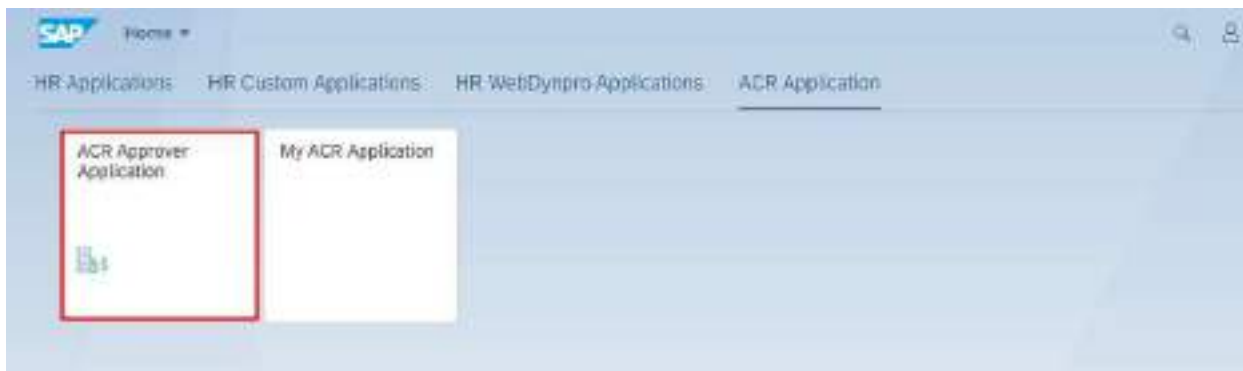 SAP Home
HR Applications HR Custom Applications HR WebDynpro Applications ACR Application
ACR Approver
Application
My ACR Application